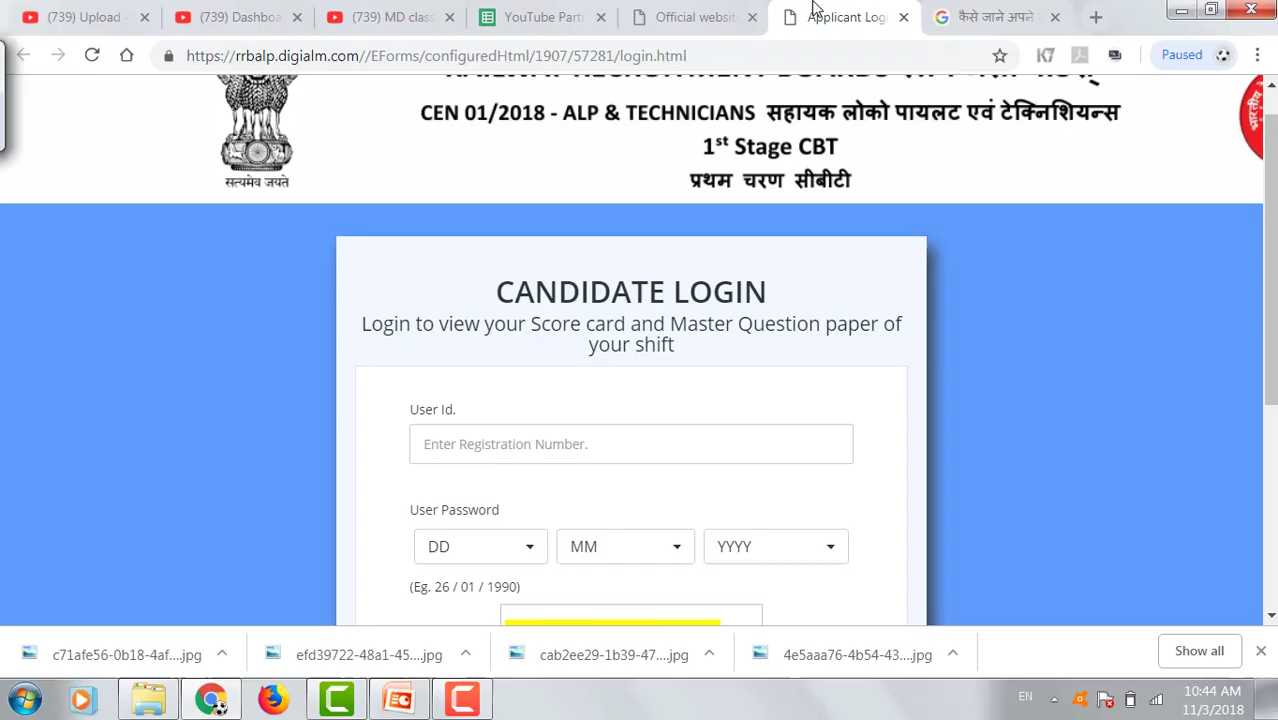 (739) Upload -
(739) Dashboa
(739) MD clas
YouTube Part
Official websit
Applicant Logi
कैसे जाने अपने
https://rrbalp.digialm.com//EForms/configuredHtml/1907/57281/login.html
K7
Paused
CEN 01/2018 - ALP & TECHNICIANS सहायक लोको पायलट एवं टेक्निशियन्स
1st Stage CBT
प्रथम चरण सीबीटी
सत्यमेव जयते
CANDIDATE LOGIN
Login to view your Score card and Master Question paper of
your shift
User Id.
Enter Registration Number.
User Password
DD
MM
YYYY
(Eg. 26 / 01 / 1990)
c71afe56-0b18-4af....jpg
efd39722-48a1-45....jpg
cab2ee29-1b39-47....jpg
4e5aaa76-4b54-43....jpg
Show all
EN
10:44 AM
11/3/2018